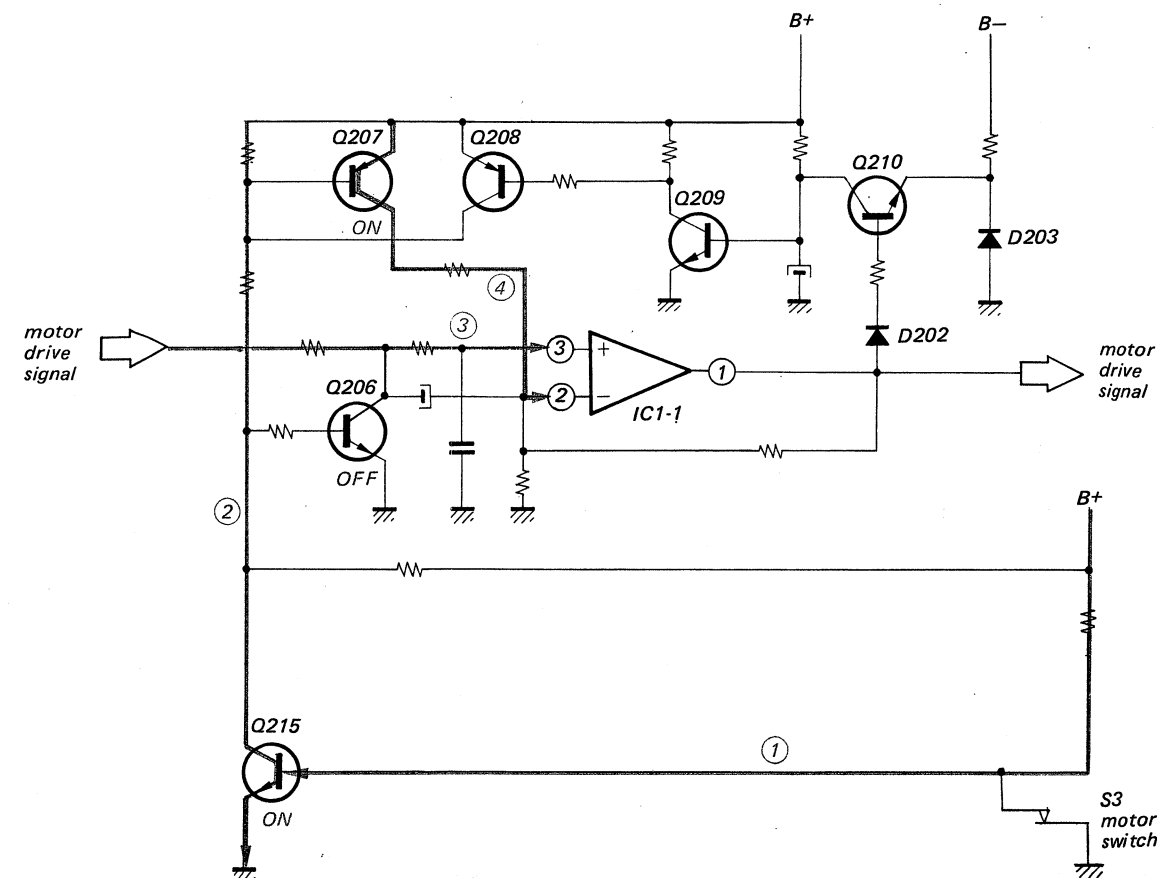 B+
B−
Q207
Q208
Q210
Q209
ON
D203
4
motor
drive
signal
3
3
+
D202
motor
drive
signal
1
Q206
2
−
IC1-1
OFF
2
B+
Q215
1
ON
S3
motor
switch